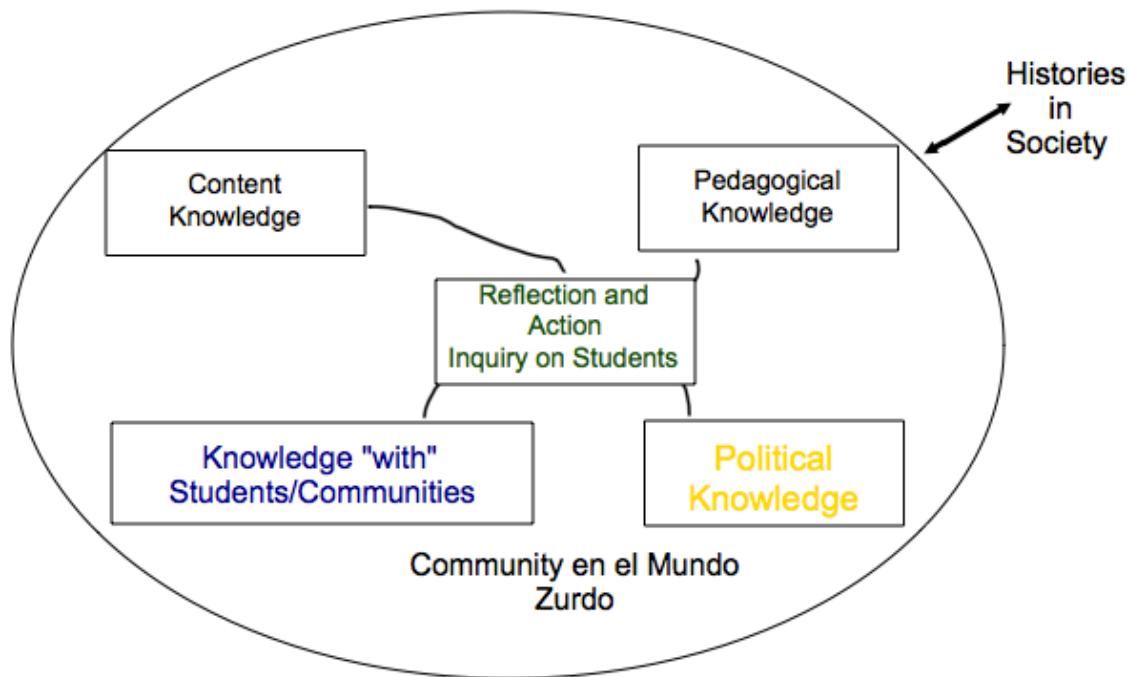 Histories
in
Society
Content
Knowledge
Pedagogical
Knowledge
Reflection and
Action
Inquiry on Students
Knowledge "with"
Students/Communities
Political
Knowledge
Community en el Mundo
Zurdo